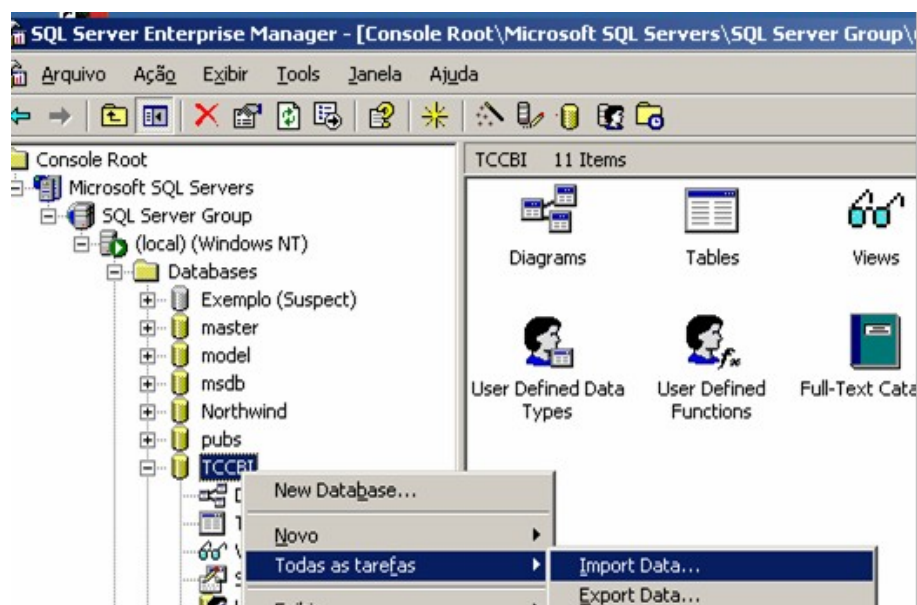 SQL Server Enterprise Manager - [Console Root\Microsoft SQL Servers\SQL Server Group\
Arquivo Ação Exibir Tools Janela Ajuda
Console Root
Microsoft SQL Servers
SQL Server Group
(local) (Windows NT)
Databases
Exemplo (Suspect)
master
model
msdb
Northwind
pubs
TCCBI
TCCBI 11 Items
Diagrams
Tables
Views
User Defined Data
Types
User Defined
Functions
Full-Text Cata
New Database...
Novo
Todas as tarefas
Import Data...
Export Data...